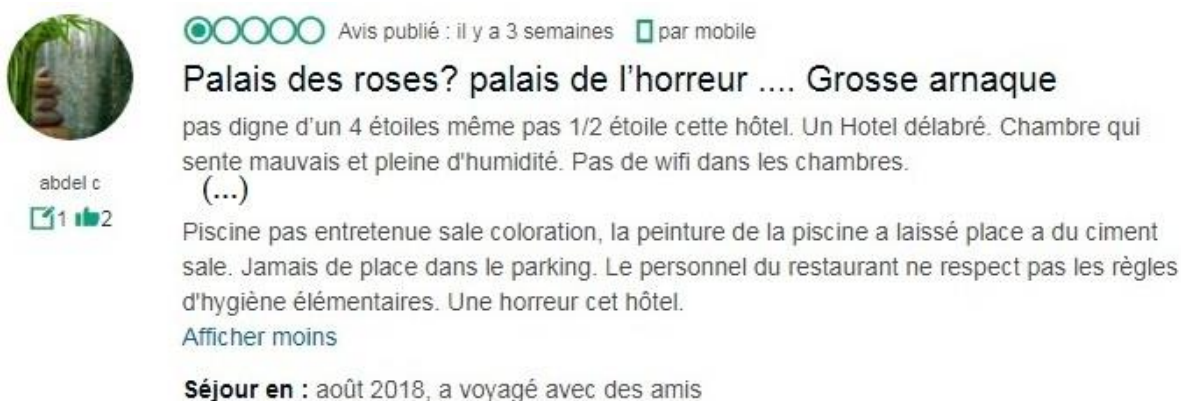 Avis publié : il y a 3 semaines par mobile
Palais des roses? palais de l'horreur .... Grosse arnaque
pas digne d'un 4 étoiles même pas 1/2 étoile cette hôtel. Un Hotel délabré. Chambre qui
sente mauvais et pleine d'humidité. Pas de wifi dans les chambres.
abdel c
(...)
1 2
Piscine pas entretenue sale coloration, la peinture de la piscine a laissé place a du ciment
sale. Jamais de place dans le parking. Le personnel du restaurant ne respect pas les règles
d'hygiène élémentaires. Une horreur cet hôtel.
Afficher moins
Séjour en : août 2018, a voyagé avec des amis